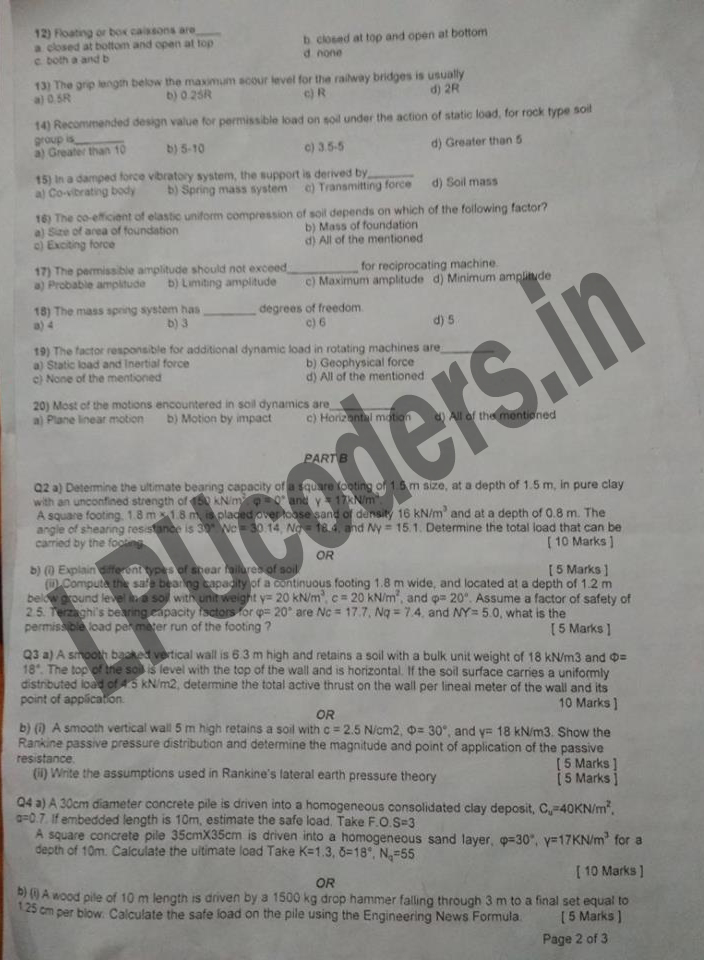 12) Floating or box caissons are____
a. closed at bottom and open at top b. closed at top and open at bottom
c. both a and b d. none
13) The grip length below the maximum scour level for the railway bridges is usually
a) 0.5R b) 0.25R c) R d) 2R
14) Recommended design value for permissible load on soil under the action of static load, for rock type soil
group is________
a) Greater than 10 b) 5-10 c) 3.5-5 d) Greater than 5
15) In a damped force vibratory system, the support is derived by_______
a) Co-vibrating body b) Spring mass system c) Transmitting force d) Soil mass
16) The co-efficient of elastic uniform compression of soil depends on which of the following factor?
a) Size of area of foundation b) Mass of foundation
c) Exciting force d) All of the mentioned
17) The permissible amplitude should not exceed___________ for reciprocating machine.
a) Probable amplitude b) Limiting amplitude c) Maximum amplitude d) Minimum amplitude
18) The mass spring system has ________ degrees of freedom.
a) 4 b) 3 c) 6 d) 5
19) The factor responsible for additional dynamic load in rotating machines are________
a) Static load and Inertial force b) Geophysical force
c) None of the mentioned d) All of the mentioned
20) Most of the motions encountered in soil dynamics are__________
a) Plane linear motion b) Motion by impact c) Horizontal motion d) All of the mentioned
PART B
Q2 a) Determine the ultimate bearing capacity of a square footing of 1.5 m size, at a depth of 1.5 m, in pure clay
with an unconfined strength of 150 kN/m², φ = 0° and γ = 17kN/m³
A square footing, 1.8 m × 1.8 m, is placed over loose sand of density 16 kN/m³ and at a depth of 0.8 m. The
angle of shearing resistance is 30°. Nc = 30.14, Nq = 18.4, and Nγ = 15.1. Determine the total load that can be
carried by the footing. [ 10 Marks ]
OR
b) (i) Explain different types of shear failures of soil [ 5 Marks ]
(ii) Compute the safe bearing capacity of a continuous footing 1.8 m wide, and located at a depth of 1.2 m
below ground level in a soil with unit weight γ= 20 kN/m³, c = 20 kN/m², and φ= 20°. Assume a factor of safety of
2.5. Terzaghi's bearing capacity factors for φ= 20° are Nc = 17.7, Nq = 7.4, and NY= 5.0, what is the
permissible load per meter run of the footing ? [ 5 Marks ]
Q3 a) A smooth backed vertical wall is 6.3 m high and retains a soil with a bulk unit weight of 18 kN/m3 and Φ=
18°. The top of the soil is level with the top of the wall and is horizontal. If the soil surface carries a uniformly
distributed load of 4.5 kN/m2, determine the total active thrust on the wall per lineal meter of the wall and its
point of application. 10 Marks ]
OR
b) (i) A smooth vertical wall 5 m high retains a soil with c = 2.5 N/cm2, Φ= 30°, and γ= 18 kN/m3. Show the
Rankine passive pressure distribution and determine the magnitude and point of application of the passive
resistance. [ 5 Marks ]
(ii) Write the assumptions used in Rankine's lateral earth pressure theory [ 5 Marks ]
Q4 a) A 30cm diameter concrete pile is driven into a homogeneous consolidated clay deposit, Cᵤ=40KN/m²,
α=0.7. If embedded length is 10m, estimate the safe load. Take F.O.S=3
A square concrete pile 35cmX35cm is driven into a homogeneous sand layer, φ=30°, γ=17KN/m³ for a
depth of 10m. Calculate the ultimate load Take K=1.3, δ=18°, Nq=55
[ 10 Marks ]
OR
b) (i) A wood pile of 10 m length is driven by a 1500 kg drop hammer falling through 3 m to a final set equal to
1.25 cm per blow. Calculate the safe load on the pile using the Engineering News Formula. [ 5 Marks ]
Page 2 of 3
LPUcoders.in